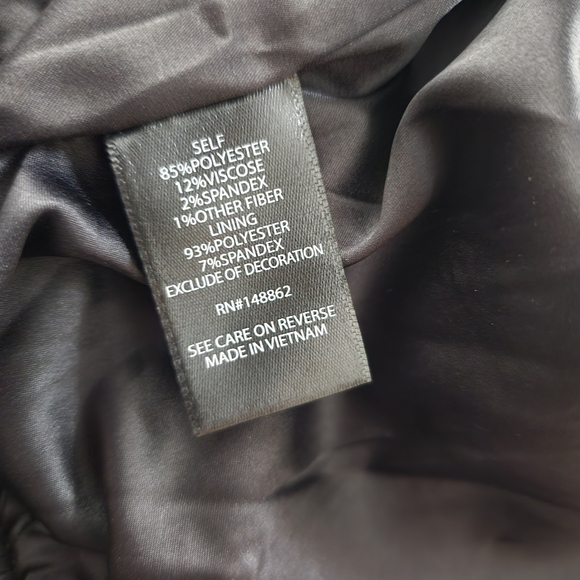 SELF
85%POLYESTER
12%VISCOSE
2%SPANDEX
1%OTHER FIBER
LINING
93%POLYESTER
7%SPANDEX
EXCLUDE OF DECORATION
RN#148862
SEE CARE ON REVERSE
MADE IN VIETNAM